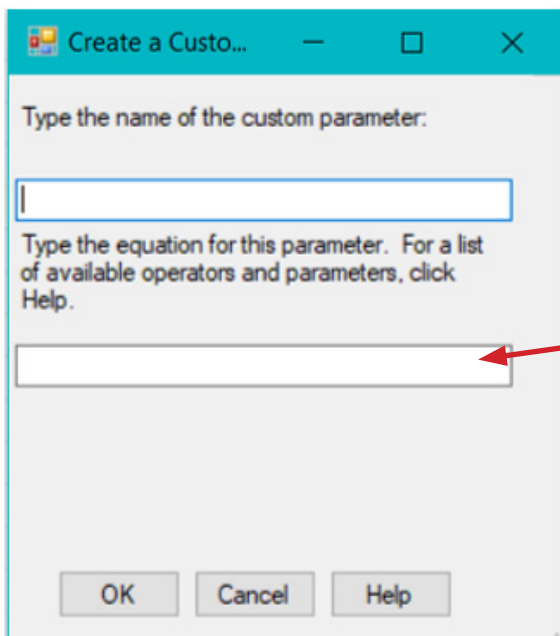 Create a Custo...
Type the name of the custom parameter:
Type the equation for this parameter. For a list
of available operators and parameters, click
Help.
OK Cancel Help